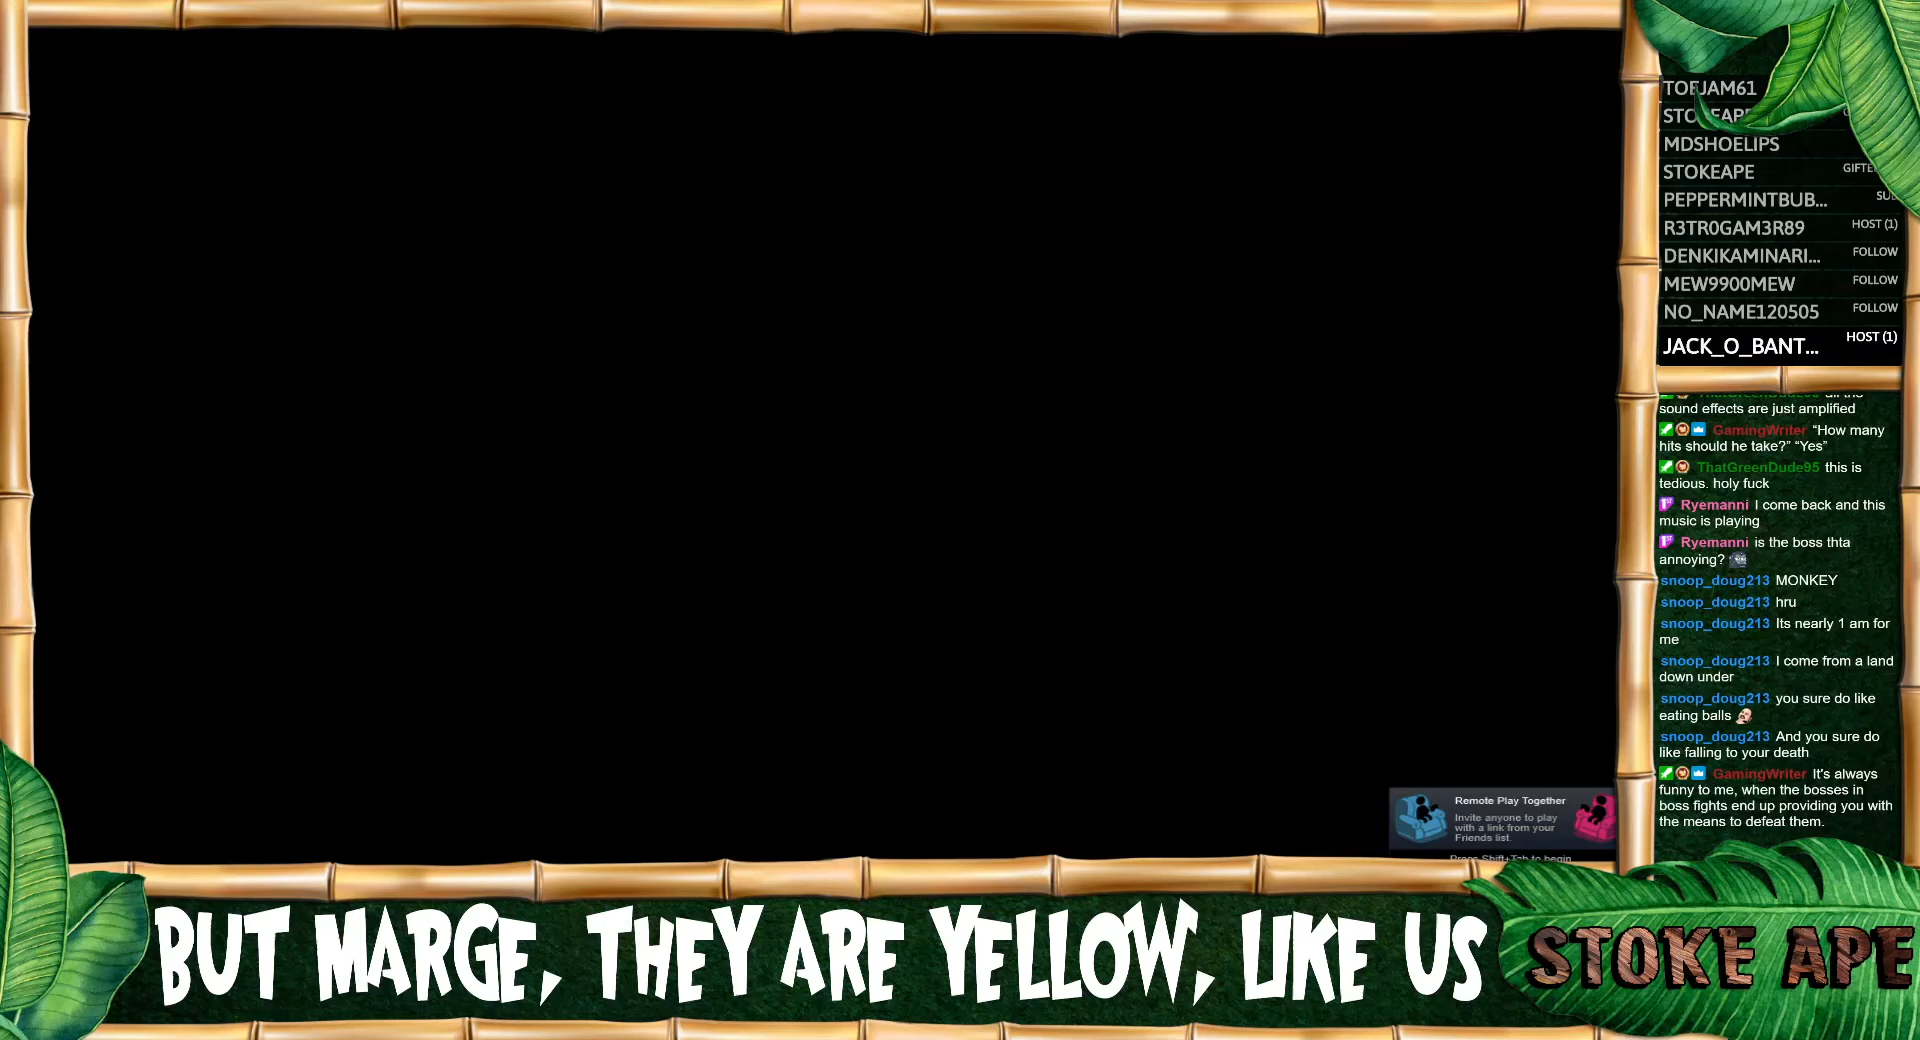 TOEJAM61
STOKEAPE
MDSHOELIPS
STOKEAPE
PEPPERMINTBUB...
R3TR0GAM3R89 HOST (1)
DENKIKAMINARI... FOLLOW
MEW9900MEW FOLLOW
NO_NAME120505 FOLLOW
JACK_O_BANT... HOST (1)
sound effects are just amplified
GamingWriter “How many
hits should he take?” “Yes”
ThatGreenDude95 this is
tedious. holy fuck
Ryemanni I come back and this
music is playing
Ryemanni is the boss thta
annoying?
snoop_doug213 MONKEY
snoop_doug213 hru
snoop_doug213 Its nearly 1 am for
me
snoop_doug213 I come from a land
down under
snoop_doug213 you sure do like
eating balls
snoop_doug213 And you sure do
like falling to your death
GamingWriter It's always
funny to me, when the bosses in
boss fights end up providing you with
the means to defeat them.
Remote Play Together
Invite anyone to play
with a link from your
Friends list.
Press Shift+Tab to begin
BUT MARGE, THEY ARE YELLOW, LIKE US
STOKE APE